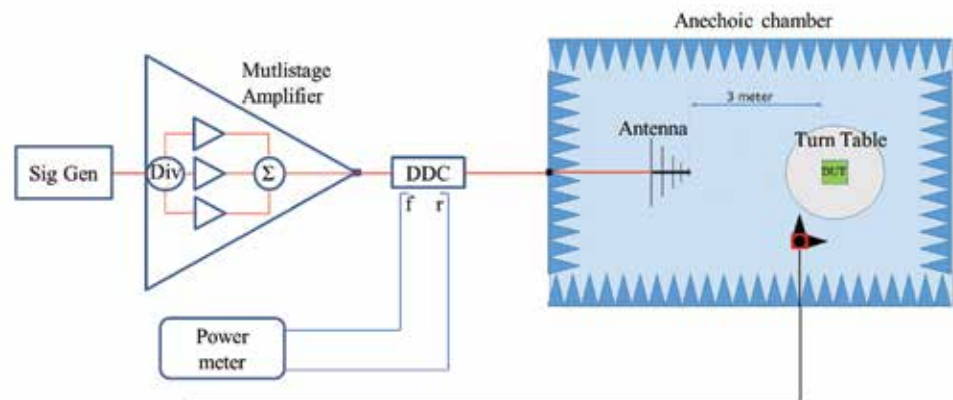 Anechoic chamber
Mutlistage
Amplifier
3 meter
Antenna
Turn Table
Sig Gen
Div
Σ
DDC
DUT
f r
Power
meter